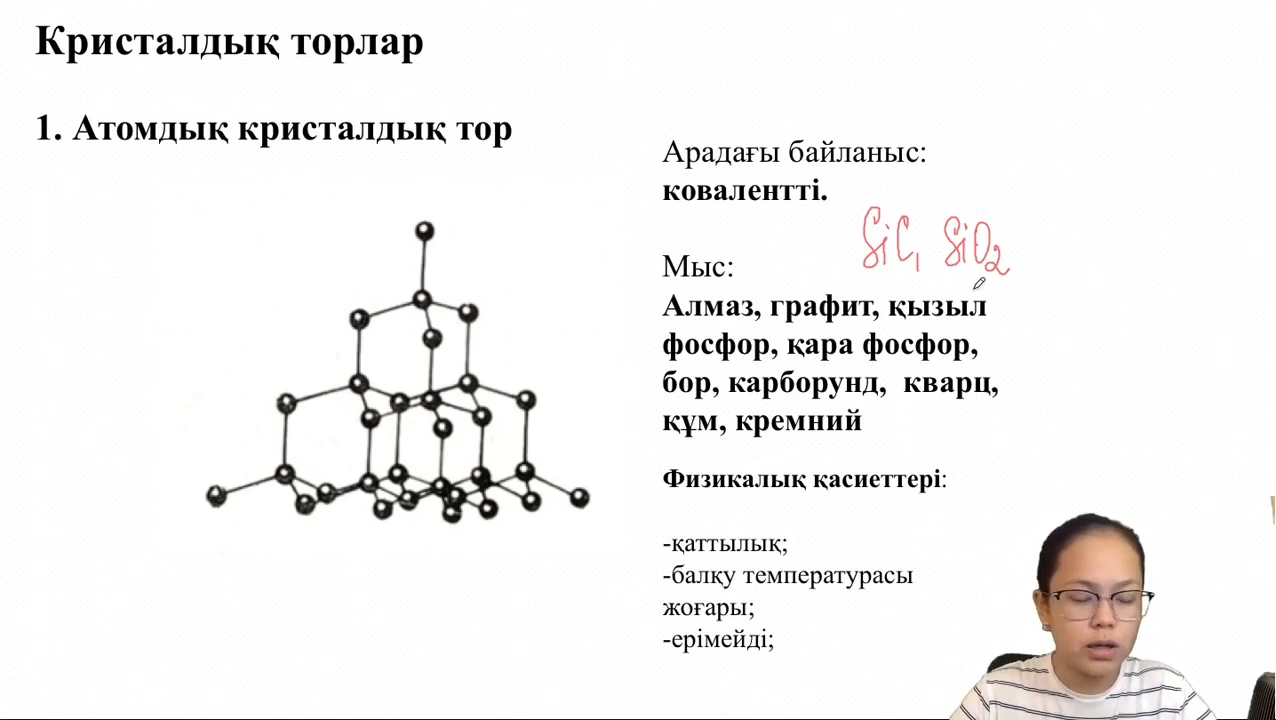 Кристалдық торлар
1. Атомдық кристалдық тор
Арадағы байланыс:
ковалентті.
SiC, SiO2
Мыс:
Алмаз, графит, қызыл
фосфор, қара фосфор,
бор, карборунд, кварц,
құм, кремний
Физикалық қасиеттері:
-қаттылық;
-балқу температурасы
жоғары;
-ерімейді;